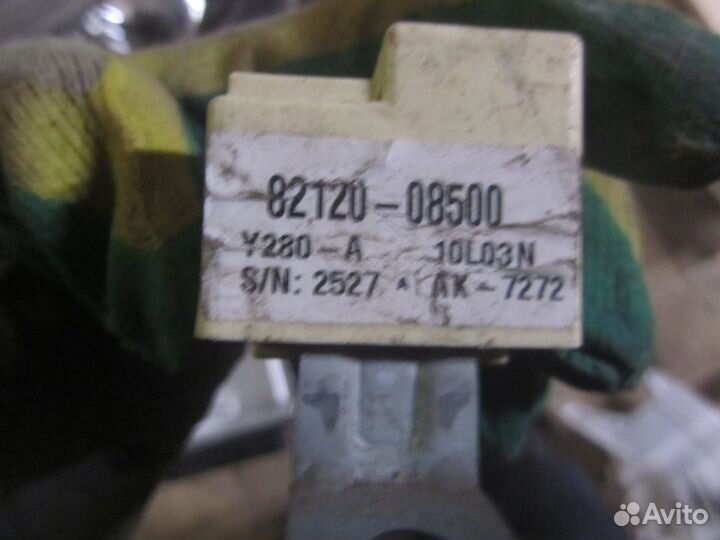 82120-08500
Y280-A 10L03N
S/N: 2527 * AK-7272
Avito